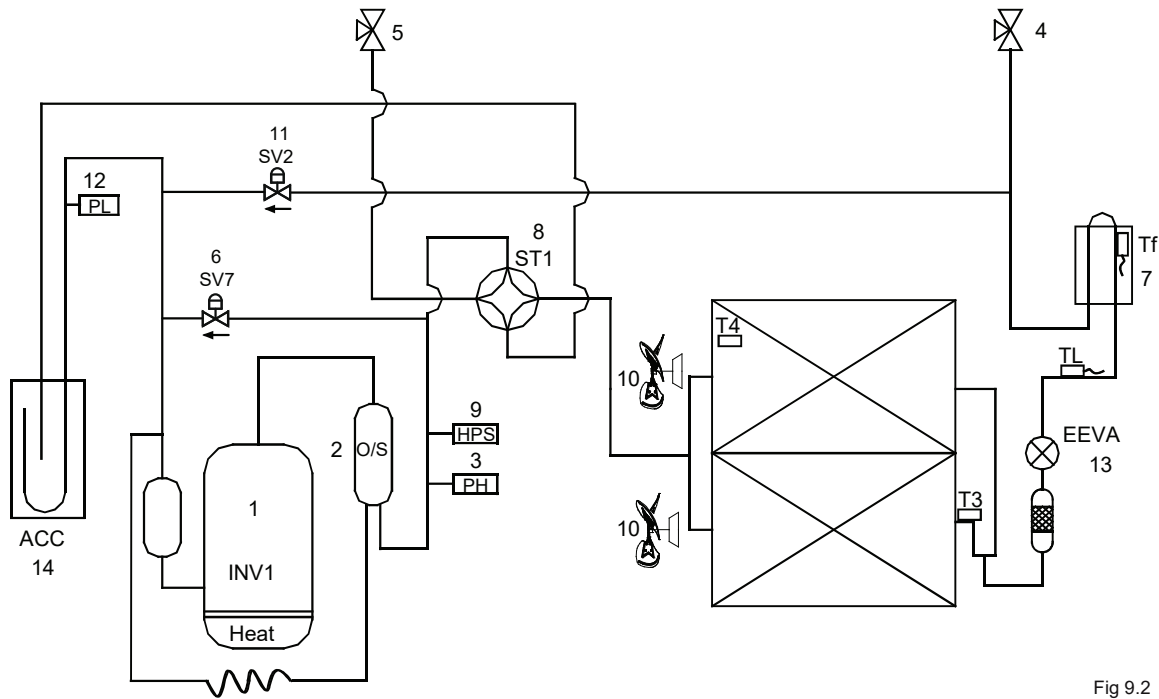 5
4
11
SV2
12
PL
8
ST1
6
SV7
Tf
7
T4
TL
10
9
HPS
EEVA
2
O/S
13
3
PH
1
T3
10
ACC
14
INV1
Heat
Fig 9.2